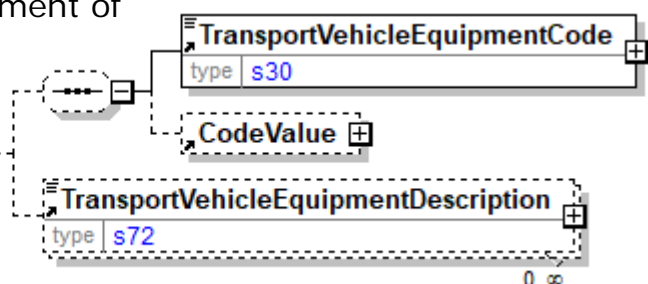 ment of
TransportVehicleEquipmentCode
type s30
CodeValue
TransportVehicleEquipmentDescription
type s72
0..∞